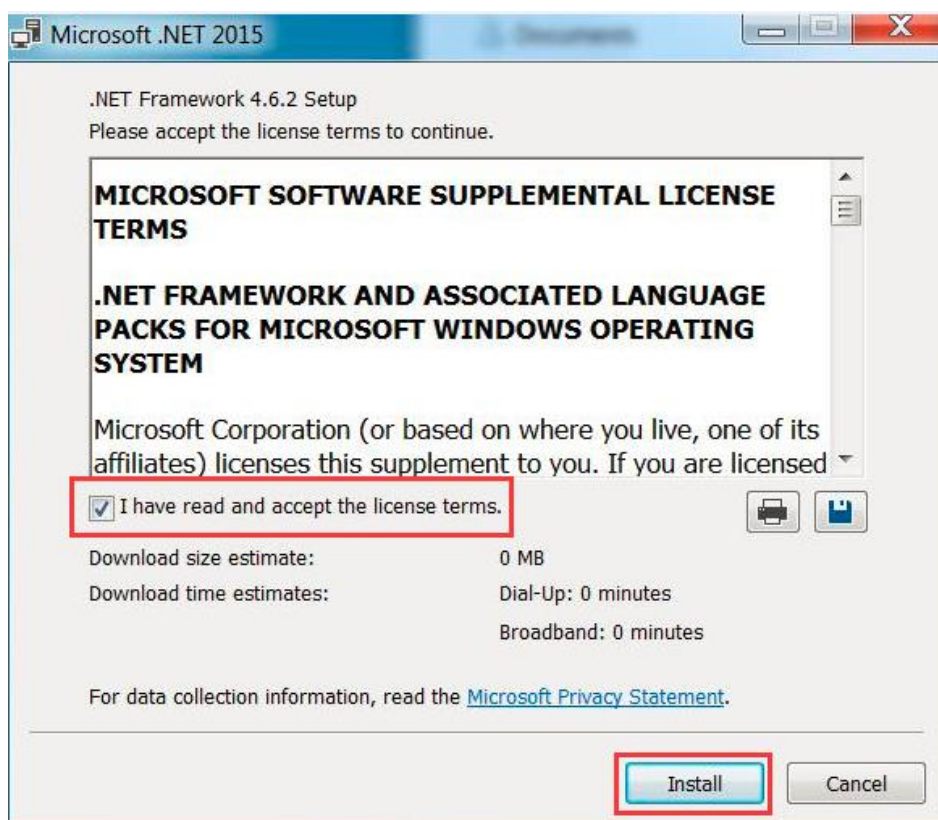 Microsoft .NET 2015
Documents
.NET Framework 4.6.2 Setup
Please accept the license terms to continue.
MICROSOFT SOFTWARE SUPPLEMENTAL LICENSE
TERMS
.NET FRAMEWORK AND ASSOCIATED LANGUAGE
PACKS FOR MICROSOFT WINDOWS OPERATING
SYSTEM
Microsoft Corporation (or based on where you live, one of its
affiliates) licenses this supplement to you. If you are licensed
I have read and accept the license terms.
Download size estimate: 0 MB
Download time estimates: Dial-Up: 0 minutes
Broadband: 0 minutes
For data collection information, read the Microsoft Privacy Statement.
Install Cancel